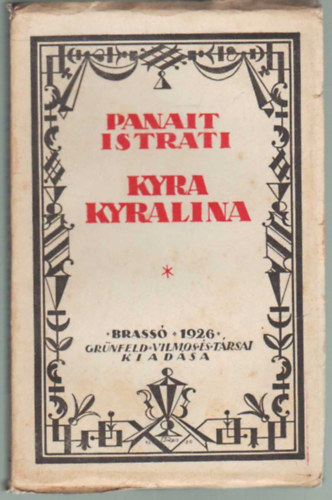 PANAIT
ISTRATI
KYRA
KYRALINA
*
• BRASSÓ • 1926 •
GRÜNFELD • VILMOS • ÉS • TÁRSAI
KIADÁSA